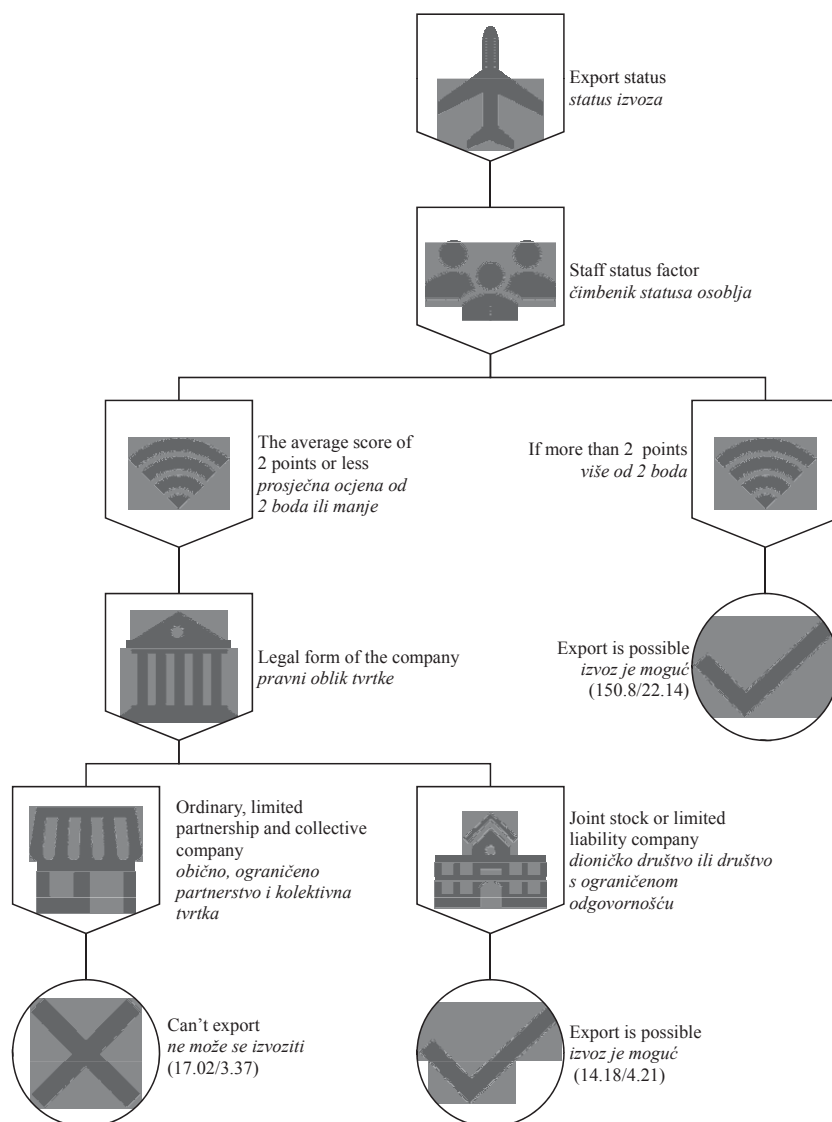 Export status
status izvoza
Staff status factor
čimbenik statusa osoblja
The average score of
2 points or less
prosječna ocjena od
2 boda ili manje
If more than 2 points
više od 2 boda
Legal form of the company
pravni oblik tvrtke
Export is possible
izvoz je moguć
(150.8/22.14)
Ordinary, limited
partnership and collective
company
obično, ograničeno
partnerstvo i kolektivna
tvrtka
Joint stock or limited
liability company
dioničko društvo ili društvo
s ograničenom
odgovornošću
Can’t export
ne može se izvoziti
(17.02/3.37)
Export is possible
izvoz je moguć
(14.18/4.21)